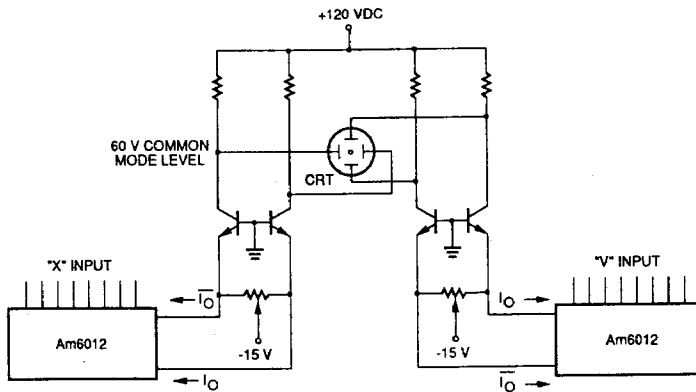 +120 VDC
60 V COMMON
MODE LEVEL
CRT
"X" INPUT
"V" INPUT
I̅O̅
IO
Am6012
Am6012
-15 V
-15 V
IO
I̅O̅